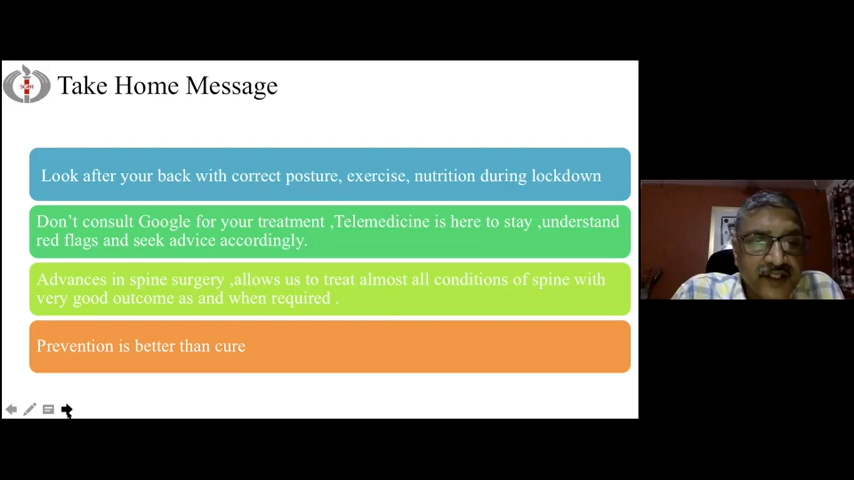 Take Home Message
Look after your back with correct posture, exercise, nutrition during lockdown
Don't consult Google for your treatment ,Telemedicine is here to stay ,understand
red flags and seek advice accordingly.
Advances in spine surgery ,allows us to treat almost all conditions of spine with
very good outcome as and when required .
Prevention is better than cure